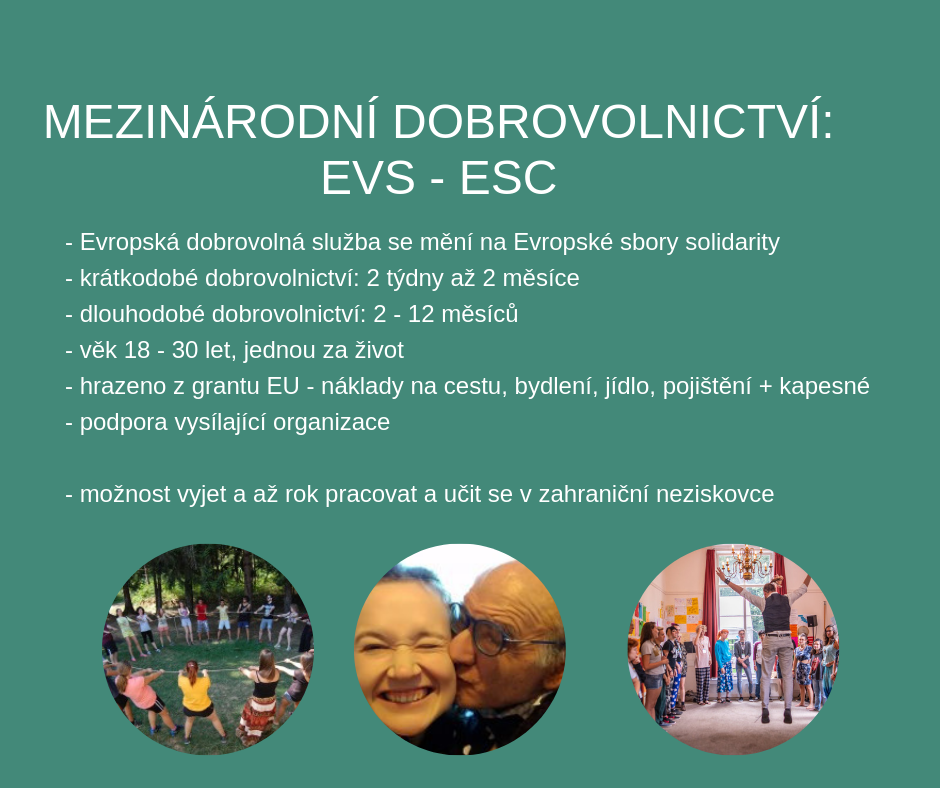 MEZINÁRODNÍ DOBROVOLNICTVÍ:
EVS - ESC
- Evropská dobrovolná služba se mění na Evropské sbory solidarity
- krátkodobé dobrovolnictví: 2 týdny až 2 měsíce
- dlouhodobé dobrovolnictví: 2 - 12 měsíců
- věk 18 - 30 let, jednou za život
- hrazeno z grantu EU - náklady na cestu, bydlení, jídlo, pojištění + kapesné
- podpora vysílající organizace
- možnost vyjet a až rok pracovat a učit se v zahraniční neziskovce